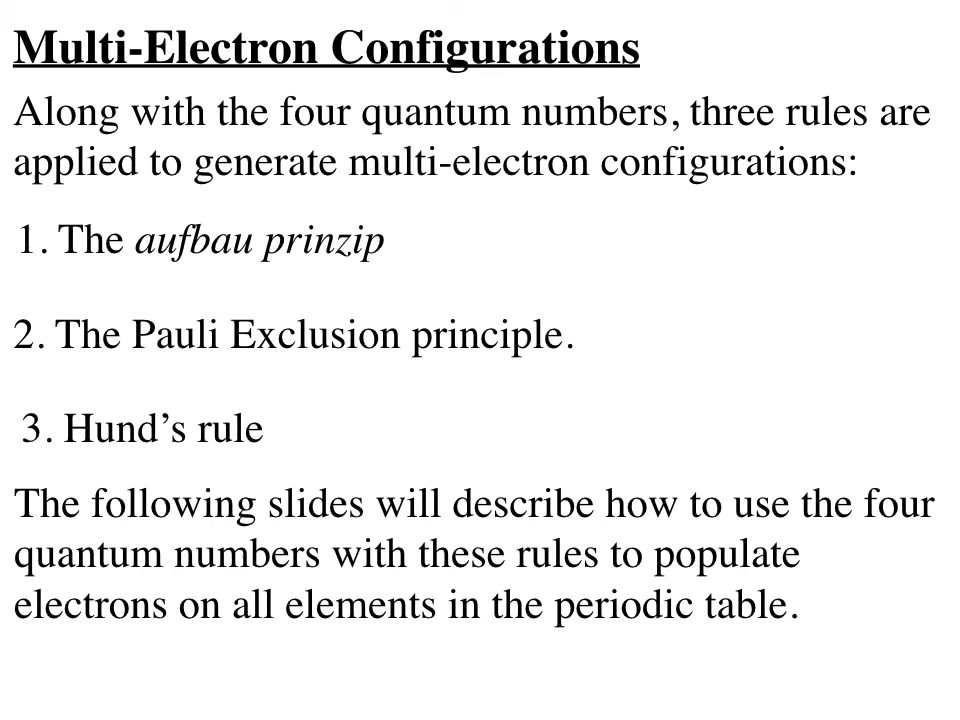 Multi-Electron Configurations
Along with the four quantum numbers, three rules are
applied to generate multi-electron configurations:
1. The aufbau prinzip
2. The Pauli Exclusion principle.
3. Hund’s rule
The following slides will describe how to use the four
quantum numbers with these rules to populate
electrons on all elements in the periodic table.